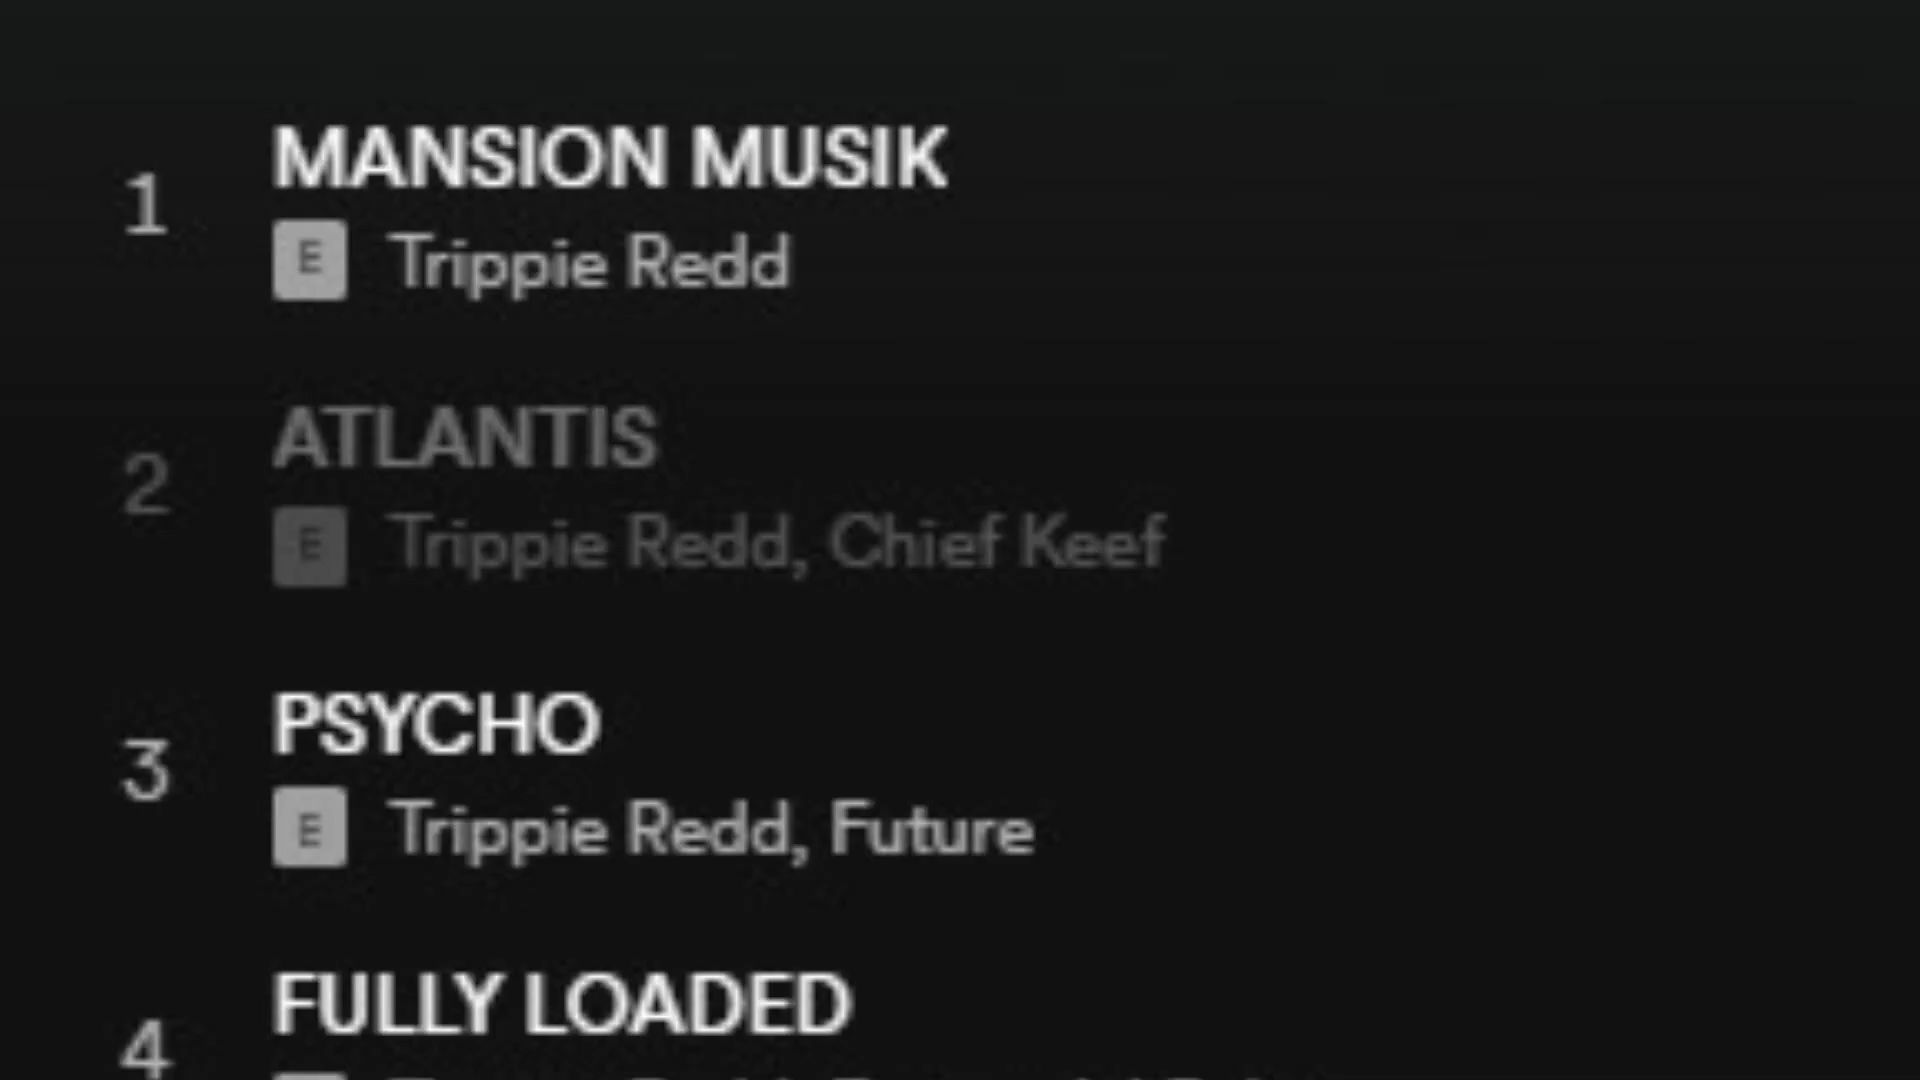 1
MANSION MUSIK
E Trippie Redd
2
ATLANTIS
E Trippie Redd, Chief Keef
3
PSYCHO
E Trippie Redd, Future
4
FULLY LOADED